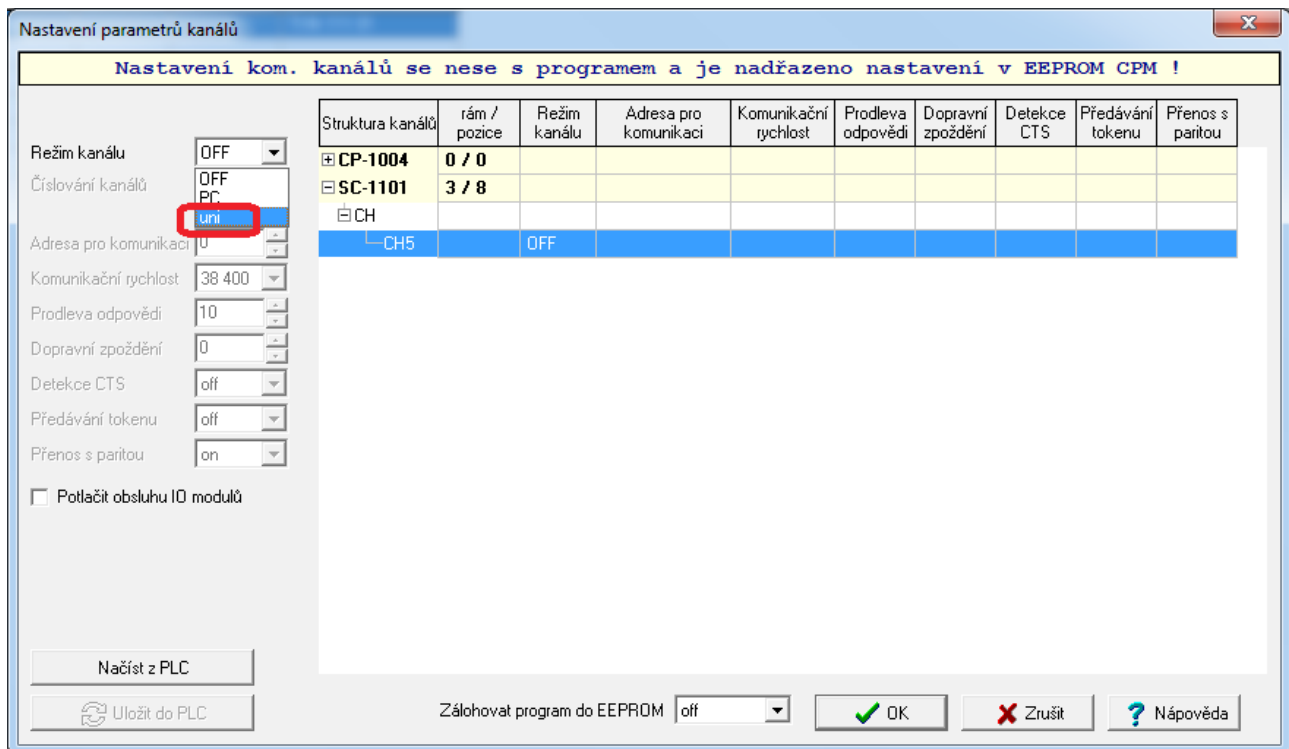 Nastavení parametrů kanálů
Nastavení kom. kanálů se nese s programem a je nadřazeno nastavení v EEPROM CPM !
Režim kanálu OFF
OFF
PC
uni
Číslování kanálů
Adresa pro komunikaci 0
Komunikační rychlost 38 400
Prodleva odpovědi 10
Dopravní zpoždění 0
Detekce CTS off
Předávání tokenu off
Přenos s paritou on
Potlačit obsluhu IO modulů
Načíst z PLC
Uložit do PLC
Struktura kanálů rám / pozice Režim kanálu Adresa pro komunikaci Komunikační rychlost Prodleva odpovědi Dopravní zpoždění Detekce CTS Předávání tokenu Přenos s paritou
CP-1004 0 / 0
SC-1101 3 / 8
CH
CH5 OFF
Zálohovat program do EEPROM off OK Zrušit ? Nápověda